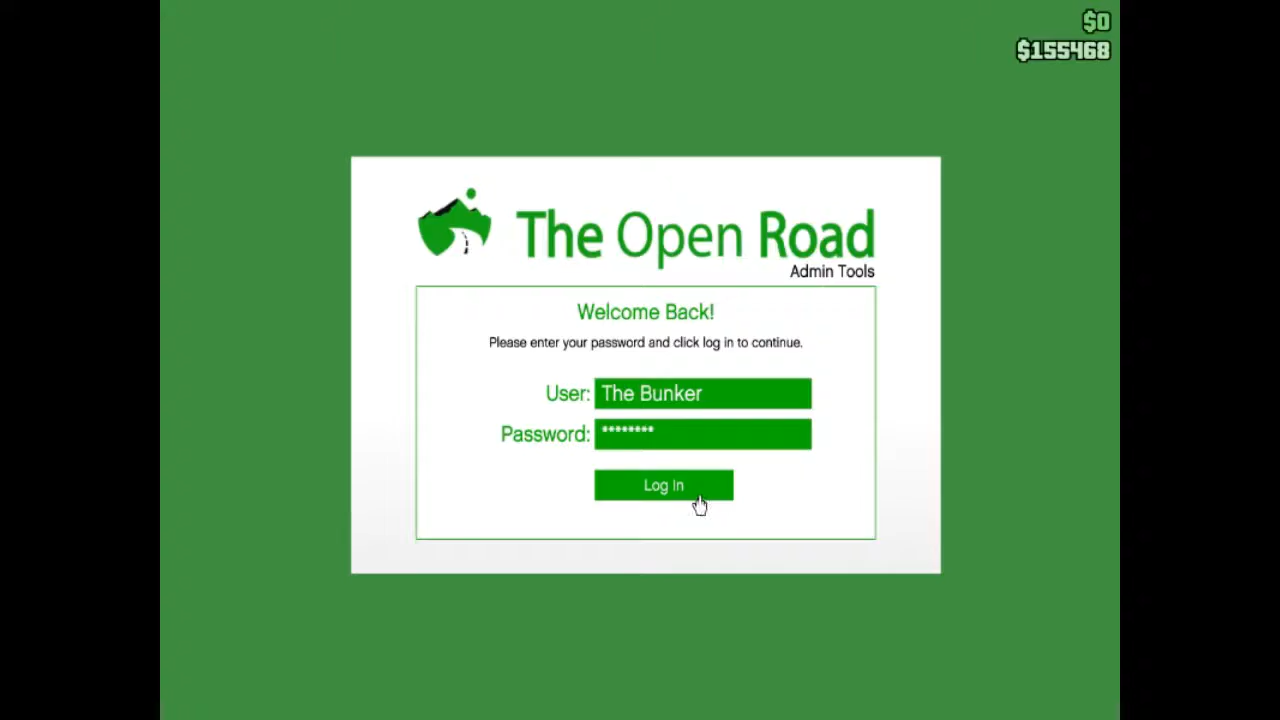 $0
$155468
The Open Road
Admin Tools
Welcome Back!
Please enter your password and click log in to continue.
User: The Bunker
Password: ********
Log In